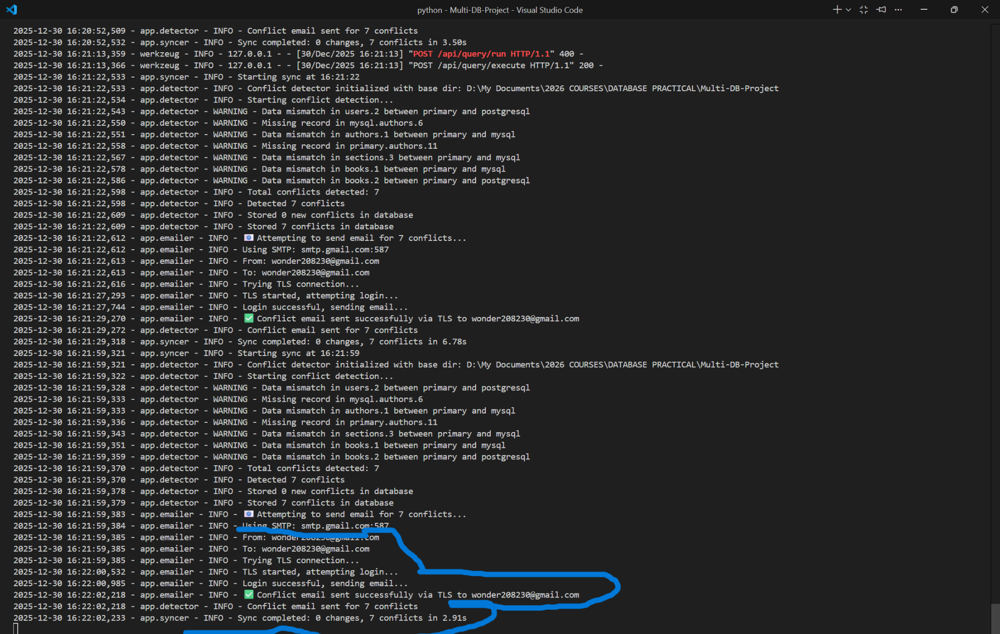 python - Multi-DB-Project - Visual Studio Code
2025-12-30 16:20:52,509 - app.detector - INFO - Conflict email sent for 7 conflicts
2025-12-30 16:20:52,532 - app.syncer - INFO - Sync completed: 0 changes, 7 conflicts in 3.50s
2025-12-30 16:21:13,359 - werkzeug - INFO - 127.0.0.1 - - [30/Dec/2025 16:21:13] "POST /api/query/run HTTP/1.1" 400 -
2025-12-30 16:21:13,366 - werkzeug - INFO - 127.0.0.1 - - [30/Dec/2025 16:21:13] "POST /api/query/execute HTTP/1.1" 200 -
2025-12-30 16:21:22,533 - app.syncer - INFO - Starting sync at 16:21:22
2025-12-30 16:21:22,533 - app.detector - INFO - Conflict detector initialized with base dir: D:\My Documents\2026 COURSES\DATABASE PRACTICAL\Multi-DB-Project
2025-12-30 16:21:22,534 - app.detector - INFO - Starting conflict detection...
2025-12-30 16:21:22,543 - app.detector - WARNING - Data mismatch in users.2 between primary and postgresql
2025-12-30 16:21:22,550 - app.detector - WARNING - Missing record in mysql.authors.6
2025-12-30 16:21:22,551 - app.detector - WARNING - Data mismatch in authors.1 between primary and mysql
2025-12-30 16:21:22,558 - app.detector - WARNING - Missing record in primary.authors.11
2025-12-30 16:21:22,567 - app.detector - WARNING - Data mismatch in sections.3 between primary and mysql
2025-12-30 16:21:22,578 - app.detector - WARNING - Data mismatch in books.1 between primary and mysql
2025-12-30 16:21:22,586 - app.detector - WARNING - Data mismatch in books.2 between primary and postgresql
2025-12-30 16:21:22,598 - app.detector - INFO - Total conflicts detected: 7
2025-12-30 16:21:22,598 - app.detector - INFO - Detected 7 conflicts
2025-12-30 16:21:22,609 - app.detector - INFO - Stored 0 new conflicts in database
2025-12-30 16:21:22,609 - app.detector - INFO - Stored 7 conflicts in database
2025-12-30 16:21:22,612 - app.emailer - INFO - 📧 Attempting to send email for 7 conflicts...
2025-12-30 16:21:22,612 - app.emailer - INFO - Using SMTP: smtp.gmail.com:587
2025-12-30 16:21:22,613 - app.emailer - INFO - From: wonder208230@gmail.com
2025-12-30 16:21:22,613 - app.emailer - INFO - To: wonder208230@gmail.com
2025-12-30 16:21:22,616 - app.emailer - INFO - Trying TLS connection...
2025-12-30 16:21:27,293 - app.emailer - INFO - TLS started, attempting login...
2025-12-30 16:21:27,744 - app.emailer - INFO - Login successful, sending email...
2025-12-30 16:21:29,270 - app.emailer - INFO - ✅ Conflict email sent successfully via TLS to wonder208230@gmail.com
2025-12-30 16:21:29,272 - app.detector - INFO - Conflict email sent for 7 conflicts
2025-12-30 16:21:29,318 - app.syncer - INFO - Sync completed: 0 changes, 7 conflicts in 6.78s
2025-12-30 16:21:59,321 - app.syncer - INFO - Starting sync at 16:21:59
2025-12-30 16:21:59,321 - app.detector - INFO - Conflict detector initialized with base dir: D:\My Documents\2026 COURSES\DATABASE PRACTICAL\Multi-DB-Project
2025-12-30 16:21:59,322 - app.detector - INFO - Starting conflict detection...
2025-12-30 16:21:59,328 - app.detector - WARNING - Data mismatch in users.2 between primary and postgresql
2025-12-30 16:21:59,333 - app.detector - WARNING - Missing record in mysql.authors.6
2025-12-30 16:21:59,333 - app.detector - WARNING - Data mismatch in authors.1 between primary and mysql
2025-12-30 16:21:59,336 - app.detector - WARNING - Missing record in primary.authors.11
2025-12-30 16:21:59,343 - app.detector - WARNING - Data mismatch in sections.3 between primary and mysql
2025-12-30 16:21:59,351 - app.detector - WARNING - Data mismatch in books.1 between primary and mysql
2025-12-30 16:21:59,359 - app.detector - WARNING - Data mismatch in books.2 between primary and postgresql
2025-12-30 16:21:59,370 - app.detector - INFO - Total conflicts detected: 7
2025-12-30 16:21:59,370 - app.detector - INFO - Detected 7 conflicts
2025-12-30 16:21:59,378 - app.detector - INFO - Stored 0 new conflicts in database
2025-12-30 16:21:59,379 - app.detector - INFO - Stored 7 conflicts in database
2025-12-30 16:21:59,383 - app.emailer - INFO - 📧 Attempting to send email for 7 conflicts...
2025-12-30 16:21:59,384 - app.emailer - INFO - Using SMTP: smtp.gmail.com:587
2025-12-30 16:21:59,385 - app.emailer - INFO - From: wonder208230@gmail.com
2025-12-30 16:21:59,385 - app.emailer - INFO - To: wonder208230@gmail.com
2025-12-30 16:21:59,385 - app.emailer - INFO - Trying TLS connection...
2025-12-30 16:22:00,532 - app.emailer - INFO - TLS started, attempting login...
2025-12-30 16:22:00,985 - app.emailer - INFO - Login successful, sending email...
2025-12-30 16:22:02,218 - app.emailer - INFO - ✅ Conflict email sent successfully via TLS to wonder208230@gmail.com
2025-12-30 16:22:02,218 - app.detector - INFO - Conflict email sent for 7 conflicts
2025-12-30 16:22:02,233 - app.syncer - INFO - Sync completed: 0 changes, 7 conflicts in 2.91s